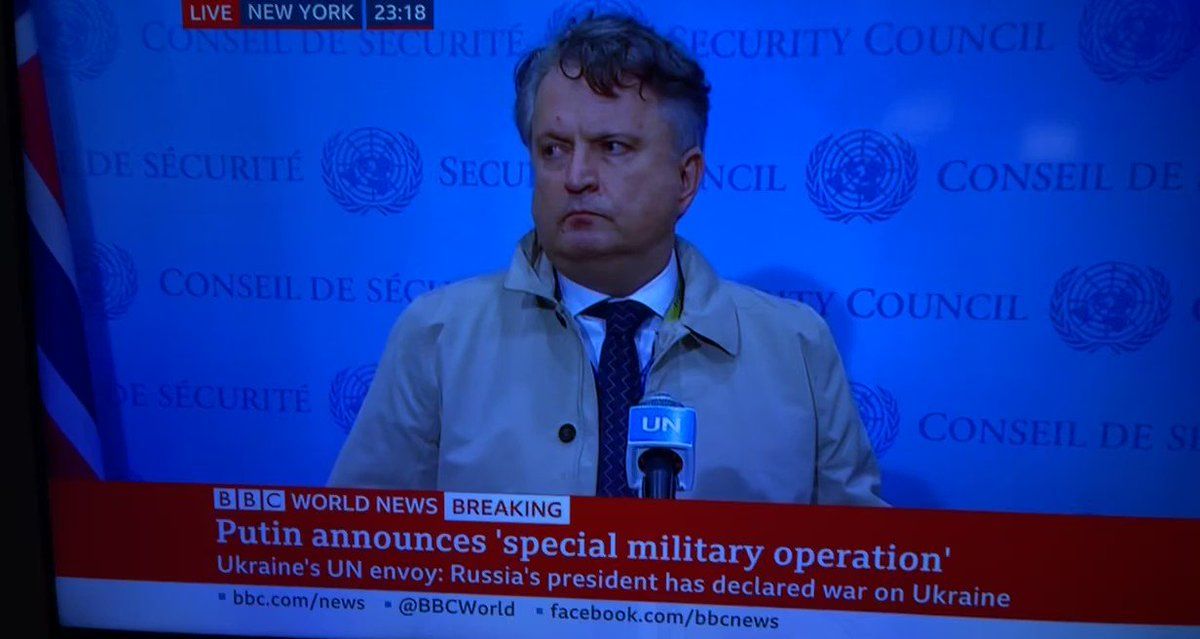 LIVE NEW YORK 23:18
CONSEIL DE SÉCURITÉ SECURITY COUNCIL
DE SÉCURITÉ SECU NCIL CONSEIL DE
CONSEIL DE SÉCU TY COUNCIL
DE SÉCURITÉ CONSEIL DE S
UN
BBC WORLD NEWS BREAKING
Putin announces 'special military operation'
Ukraine's UN envoy: Russia's president has declared war on Ukraine
bbc.com/news @BBCWorld facebook.com/bbcnews